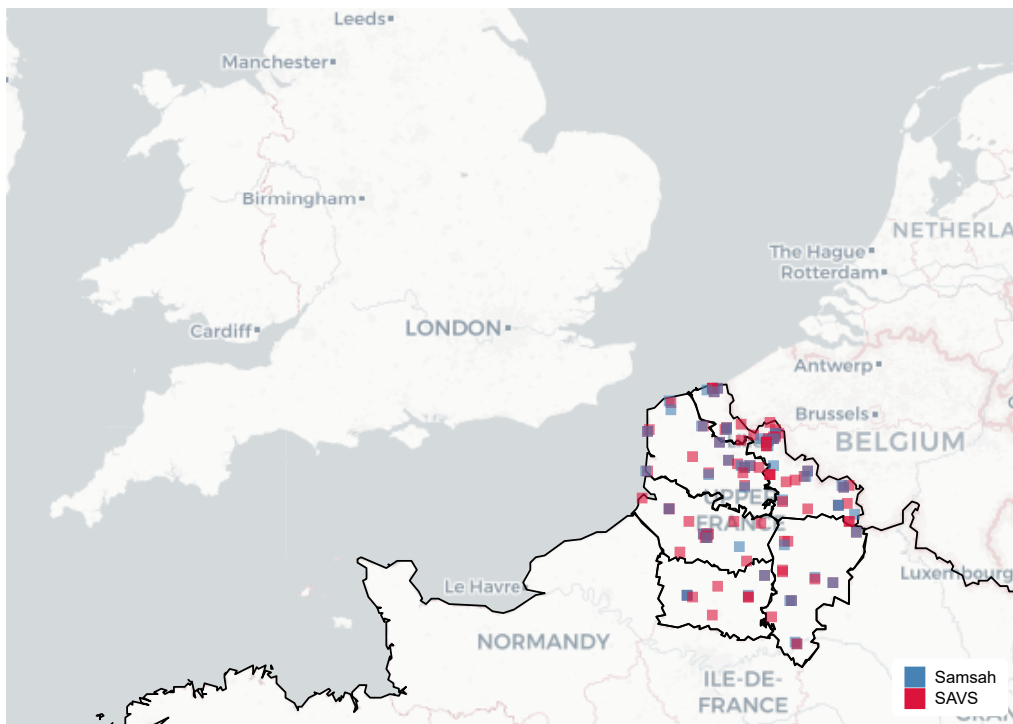 Leeds
Manchester
Birmingham
NETHERLA
The Hague
Rotterdam
Cardiff
LONDON
Antwerp
Brussels
BELGIUM
UPPER
FRANCE
Luxembourg
Le Havre
NORMANDY
ILE-DE-
FRANCE
Samsah
SAVS